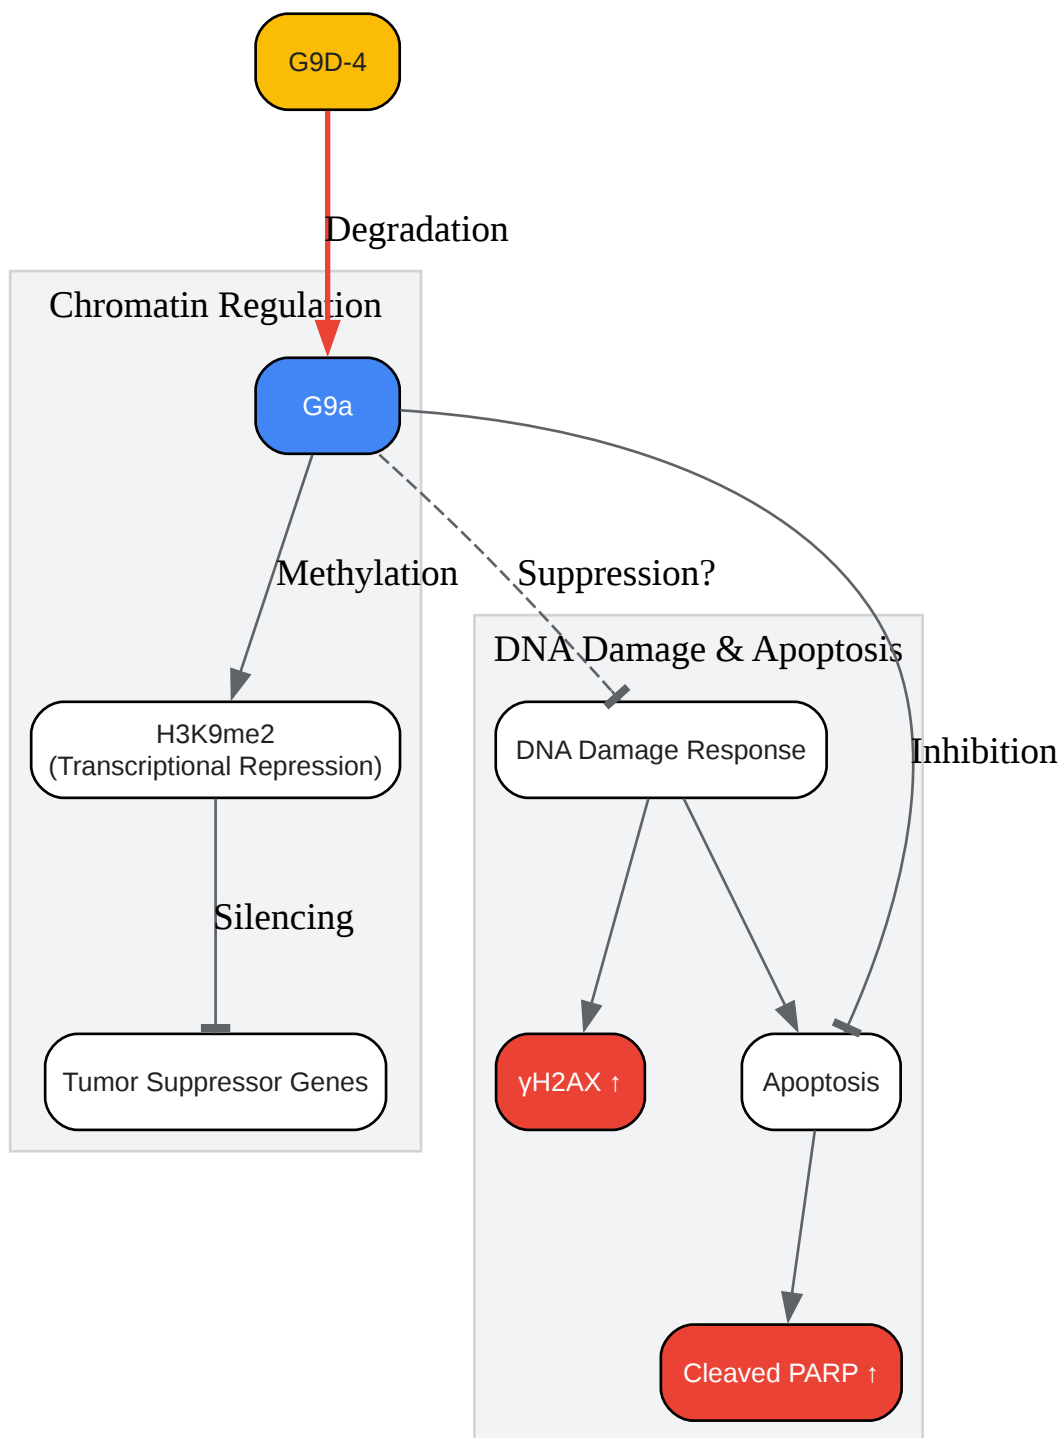 G9D-4
Degradation
Chromatin Regulation
G9a
Methylation
Suppression?
DNA Damage & Apoptosis
H3K9me2
(Transcriptional Repression)
DNA Damage Response
Inhibition
Silencing
Tumor Suppressor Genes
γH2AX ↑
Apoptosis
Cleaved PARP ↑